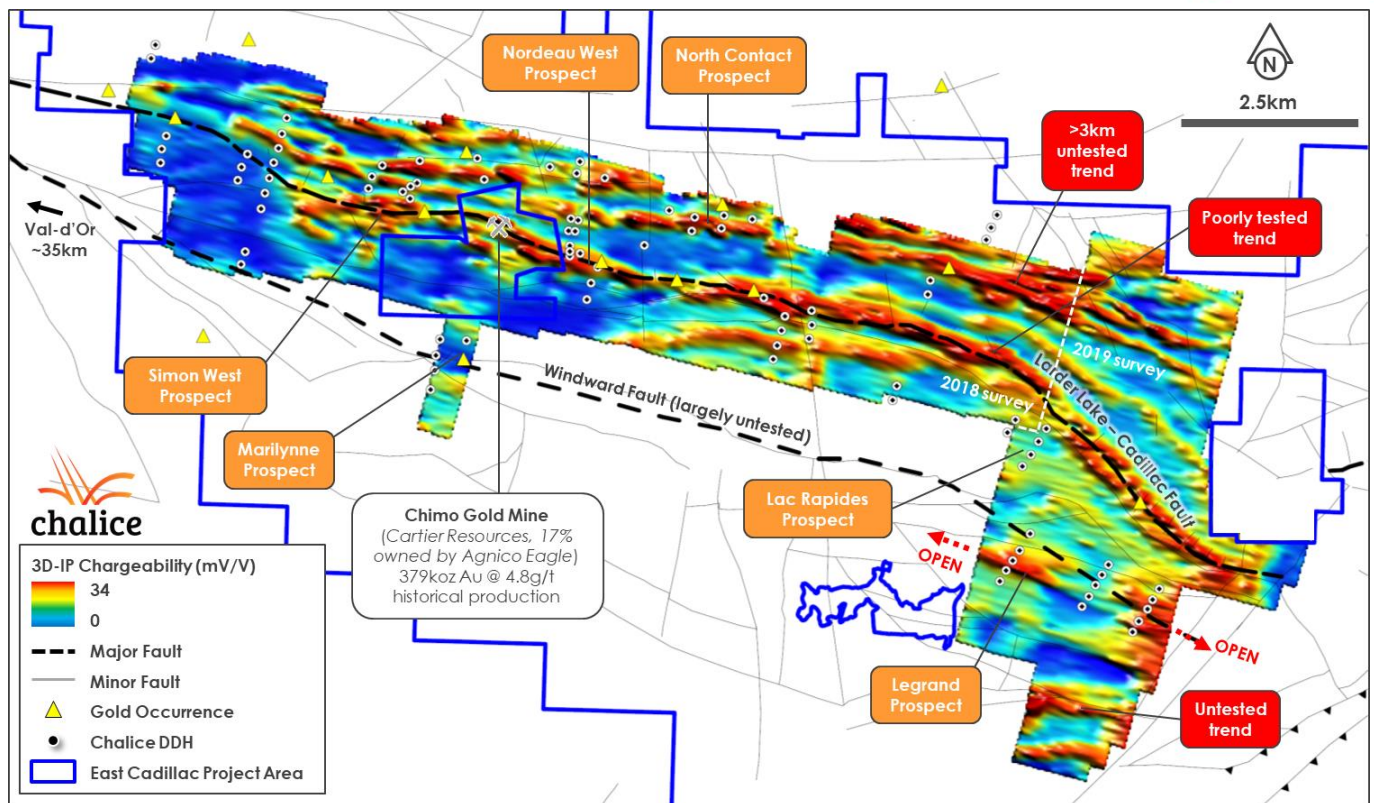 Nordeau West
Prospect
North Contact
Prospect
N
2.5km
>3km
untested
trend
Poorly tested
trend
Val-d'Or
~35km
2019 survey
2018 survey
Larder Lake – Cadillac Fault
Windward Fault (largely untested)
Simon West
Prospect
Marilynne
Prospect
Lac Rapides
Prospect
OPEN
OPEN
Legrand
Prospect
Untested
trend
Chimo Gold Mine
(Cartier Resources, 17%
owned by Agnico Eagle)
379koz Au @ 4.8g/t
historical production
chalice
3D-IP Chargeability (mV/V)
34
0
Major Fault
Minor Fault
Gold Occurrence
Chalice DDH
East Cadillac Project Area